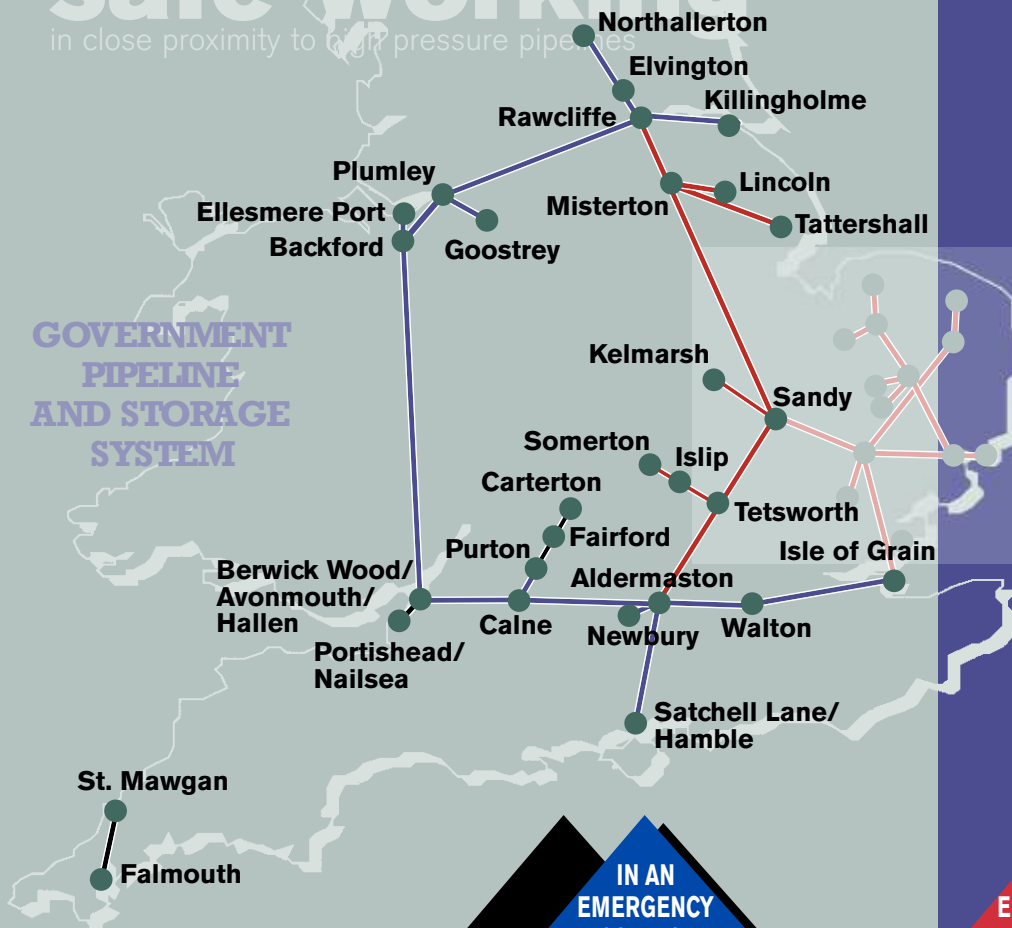 safe working
in close proximity to high pressure pipelines
Northallerton
Elvington
Killingholme
Rawcliffe
Plumley
Lincoln
Ellesmere Port
Misterton
Tattershall
Backford
Goostrey
GOVERNMENT
PIPELINE
AND STORAGE
SYSTEM
Kelmarsh
Sandy
Somerton
Islip
Carterton
Tetsworth
Fairford
Purton
Isle of Grain
Berwick Wood/
Avonmouth/
Hallen
Aldermaston
Calne
Newbury
Walton
Portishead/
Nailsea
Satchell Lane/
Hamble
St. Mawgan
Falmouth
IN AN
EMERGENCY
E